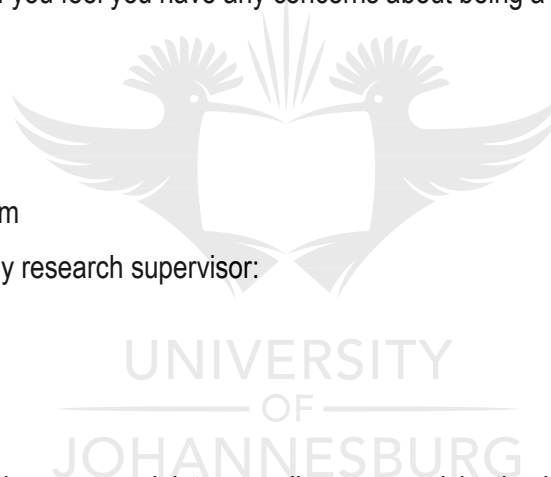 you feel you have any concerns about being a
m
y research supervisor:
UNIVERSITY
OF
JOHANNESBURG